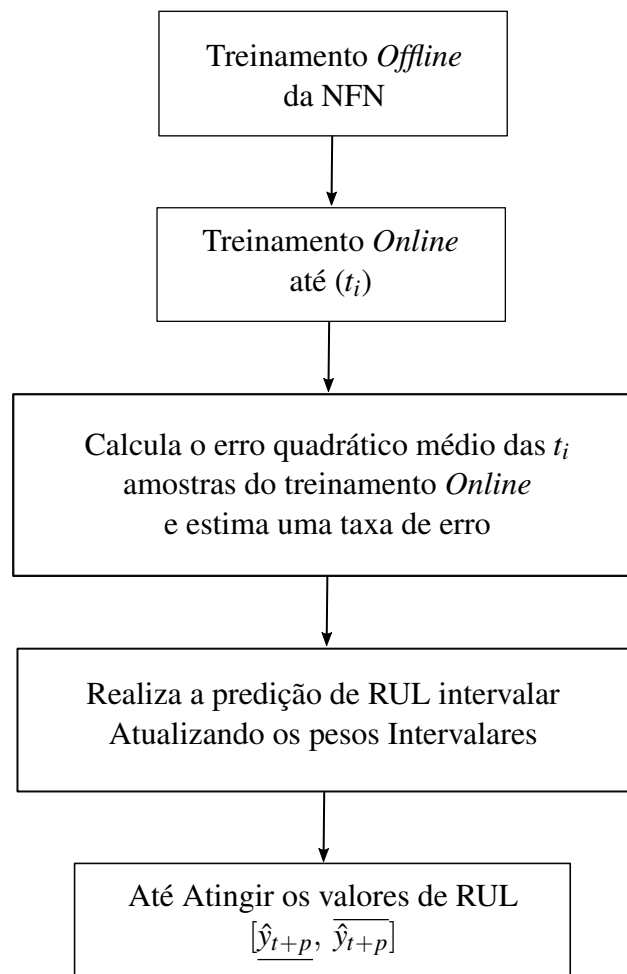 Treinamento Offline
da NFN
Treinamento Online
até (t_i)
Calcula o erro quadrático médio das t_i
amostras do treinamento Online
e estima uma taxa de erro
Realiza a predição de RUL intervalar
Atualizando os pesos Intervalares
Até Atingir os valores de RUL
[\underline{ŷ_{t+p}}, \overline{ŷ_{t+p}}]